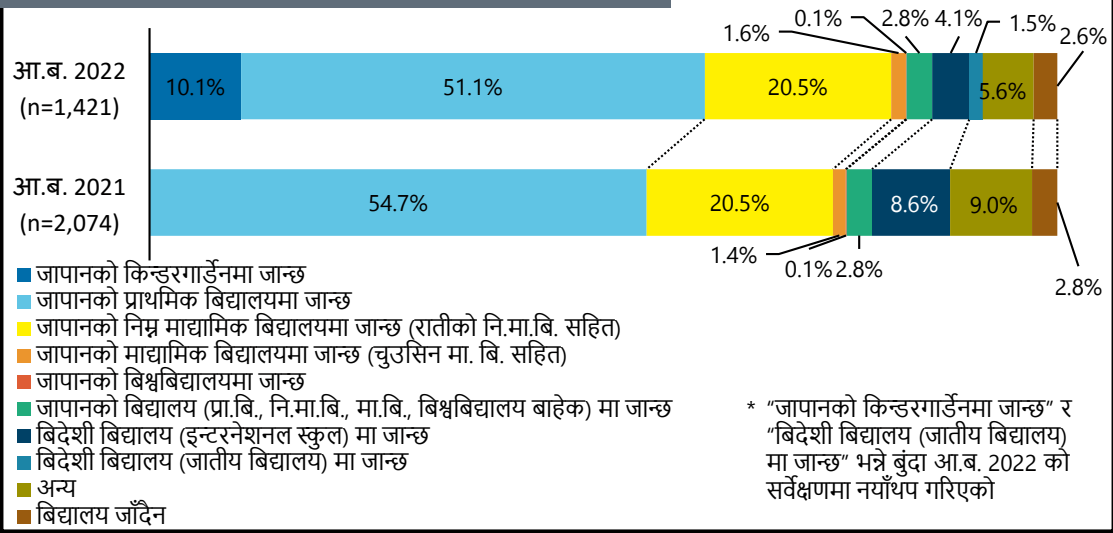 1.6%
0.1%
2.8%
4.1%
1.5%
2.6%
आ.ब. 2022
(n=1,421)
10.1%
51.1%
20.5%
5.6%
आ.ब. 2021
(n=2,074)
54.7%
20.5%
8.6%
9.0%
1.4%
0.1%
2.8%
2.8%
जापानको किन्डरगार्डेनमा जान्छ
जापानको प्राथमिक बिद्यालयमा जान्छ
जापानको निम्न माद्यामिक बिद्यालयमा जान्छ (रातीको नि.मा.बि. सहित)
जापानको माद्यामिक बिद्यालयमा जान्छ (चुउसिन मा. बि. सहित)
जापानको बिश्वबिद्यालयमा जान्छ
जापानको बिद्यालय (प्रा.बि., नि.मा.बि., मा.बि., बिश्वबिद्यालय बाहेक) मा जान्छ
बिदेशी बिद्यालय (इन्टरनेशनल स्कुल) मा जान्छ
बिदेशी बिद्यालय (जातीय बिद्यालय) मा जान्छ
अन्य
बिद्यालय जाँदैन
* “जापानको किन्डरगार्डेनमा जान्छ” र
“बिदेशी बिद्यालय (जातीय बिद्यालय)
मा जान्छ” भन्ने बुंदा आ.ब. 2022 को
सर्वेक्षणमा नयाँथप गरिएको